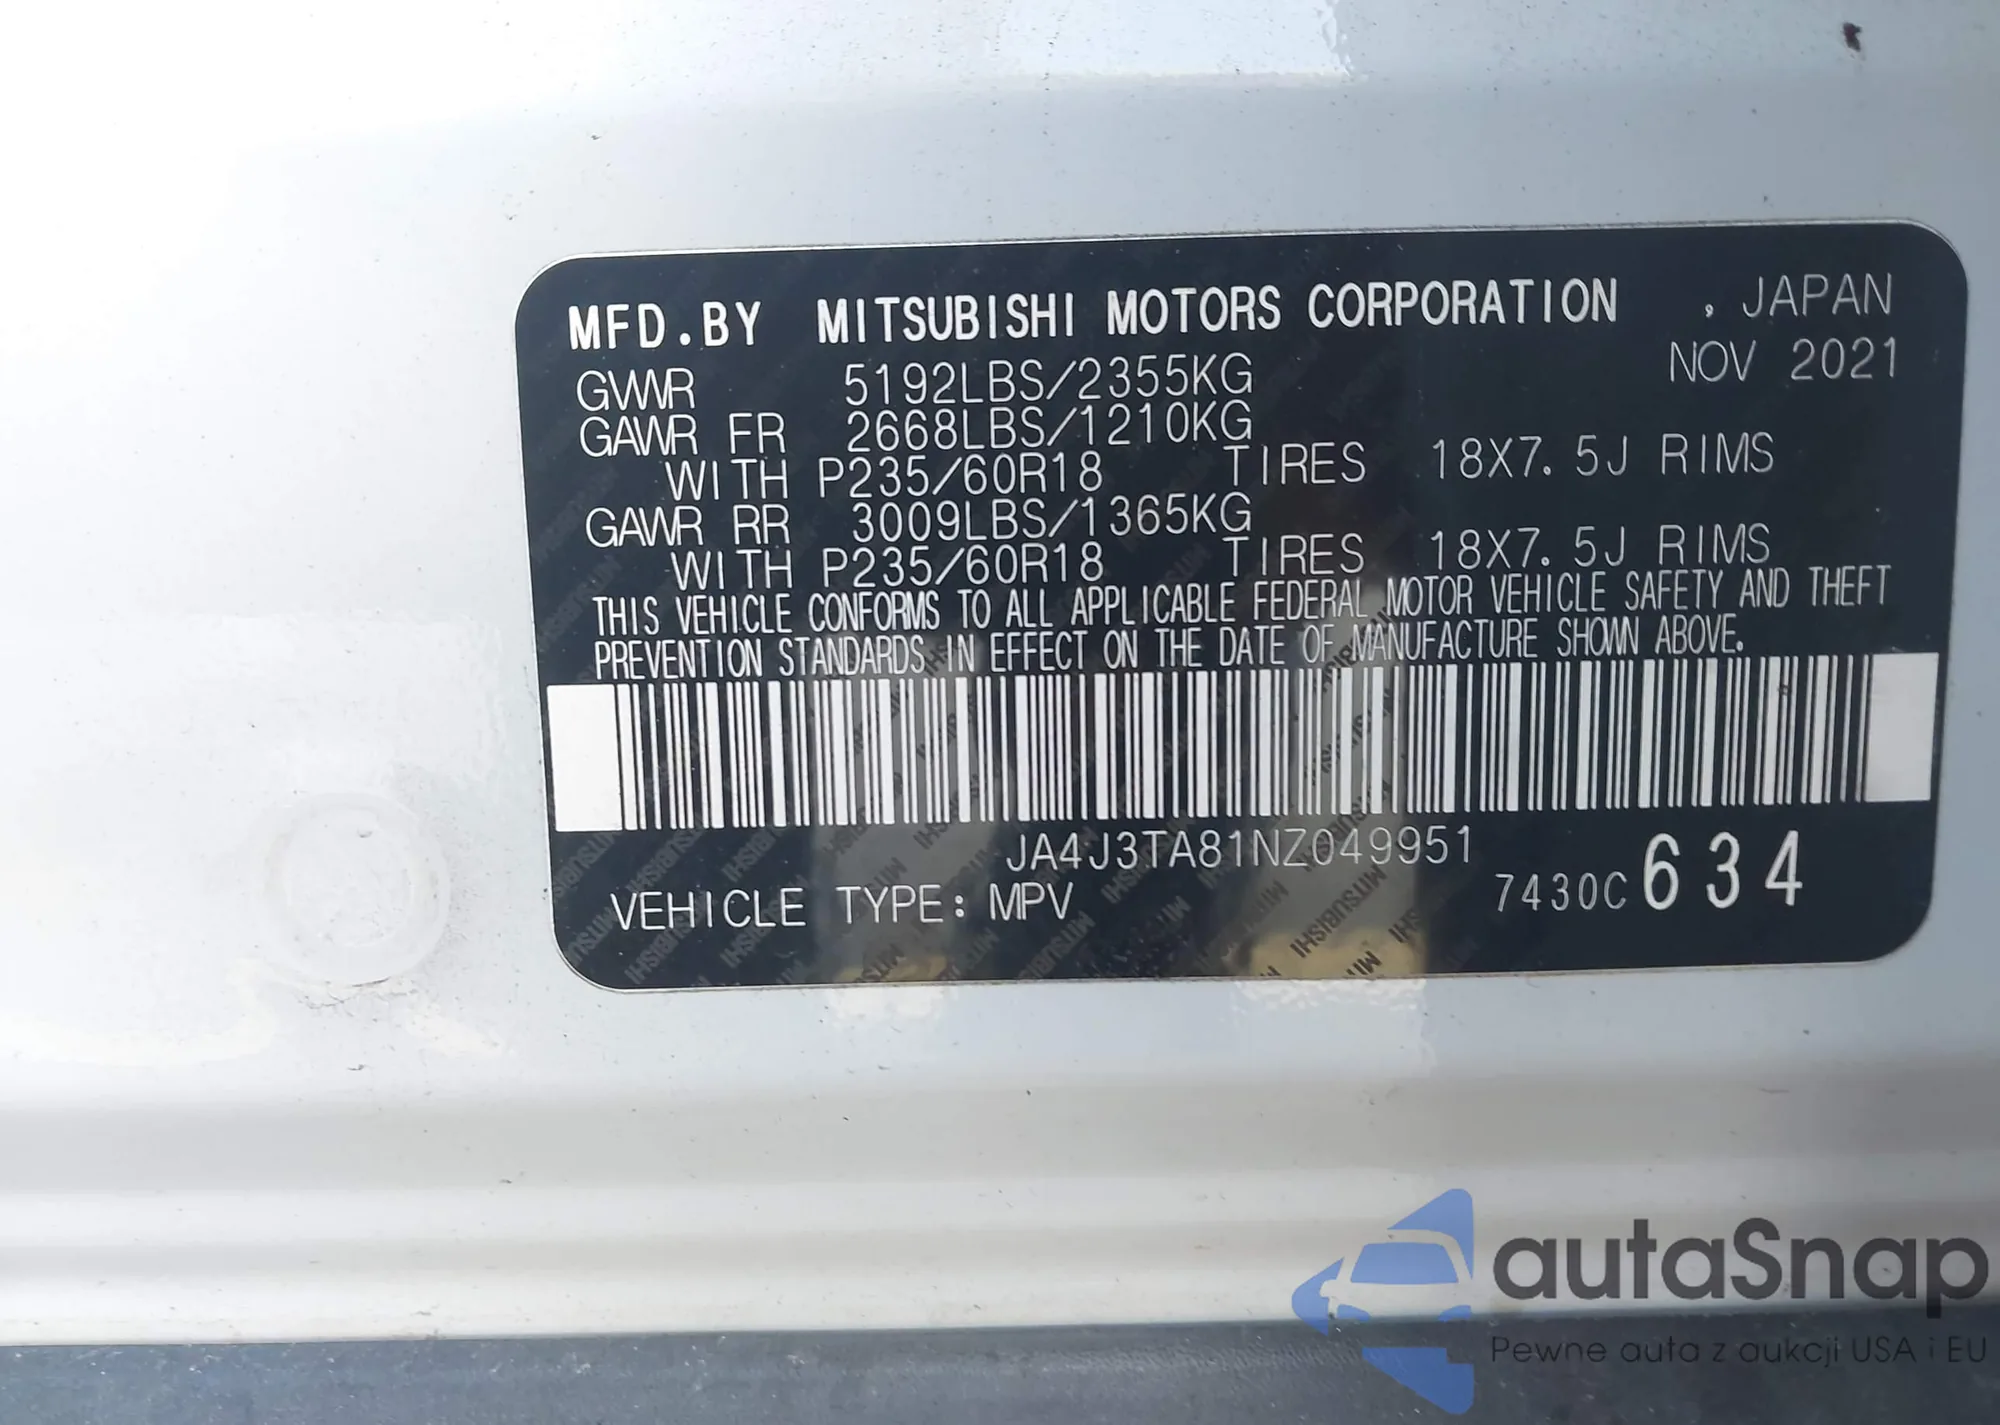 MFD.BY MITSUBISHI MOTORS CORPORATION , JAPAN
GVWR 5192LBS/2355KG NOV 2021
GAWR FR 2668LBS/1210KG
WITH P235/60R18 TIRES 18X7.5J RIMS
GAWR RR 3009LBS/1365KG
WITH P235/60R18 TIRES 18X7.5J RIMS
THIS VEHICLE CONFORMS TO ALL APPLICABLE FEDERAL MOTOR VEHICLE SAFETY AND THEFT
PREVENTION STANDARDS IN EFFECT ON THE DATE OF MANUFACTURE SHOWN ABOVE.
JA4J3TA81NZ049951
VEHICLE TYPE: MPV 7430C 634
autaSnap
Pewne auta z aukcji USA i EU